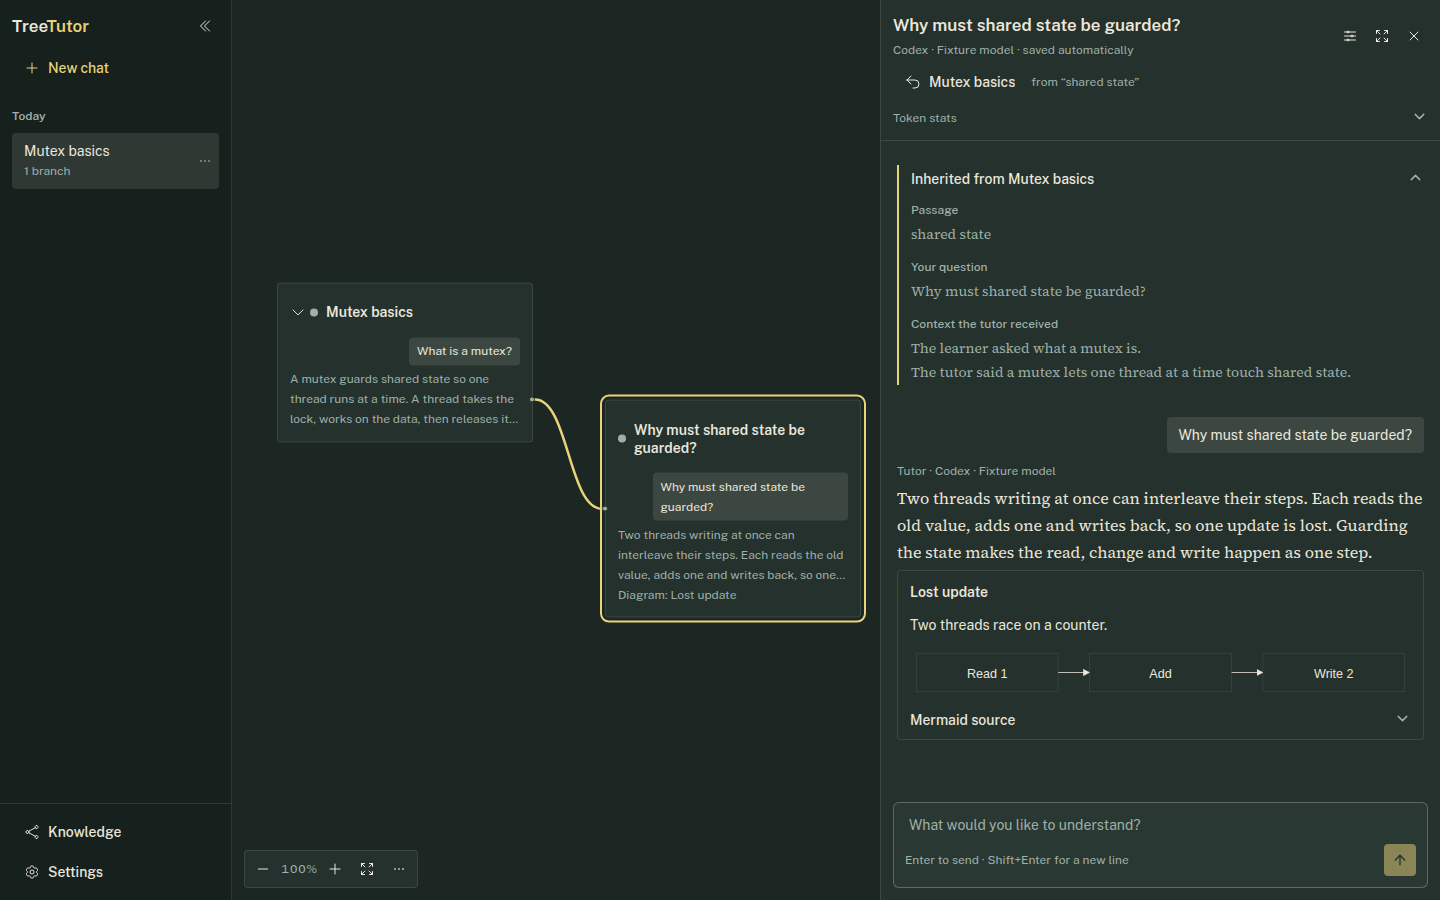 TreeTutor
New chat
Today
Mutex basics
1 branch
Knowledge
Settings
Mutex basics
What is a mutex?
A mutex guards shared state so one
thread runs at a time. A thread takes the
lock, works on the data, then releases it...
Why must shared state be
guarded?
Why must shared state be
guarded?
Two threads writing at once can
interleave their steps. Each reads the old
value, adds one and writes back, so one...
Diagram: Lost update
100%
Why must shared state be guarded?
Codex · Fixture model · saved automatically
Mutex basics from “shared state”
Token stats
Inherited from Mutex basics
Passage
shared state
Your question
Why must shared state be guarded?
Context the tutor received
The learner asked what a mutex is.
The tutor said a mutex lets one thread at a time touch shared state.
Why must shared state be guarded?
Tutor · Codex · Fixture model
Two threads writing at once can interleave their steps. Each reads the
old value, adds one and writes back, so one update is lost. Guarding
the state makes the read, change and write happen as one step.
Lost update
Two threads race on a counter.
Read 1 Add Write 2
Mermaid source
What would you like to understand?
Enter to send · Shift+Enter for a new line